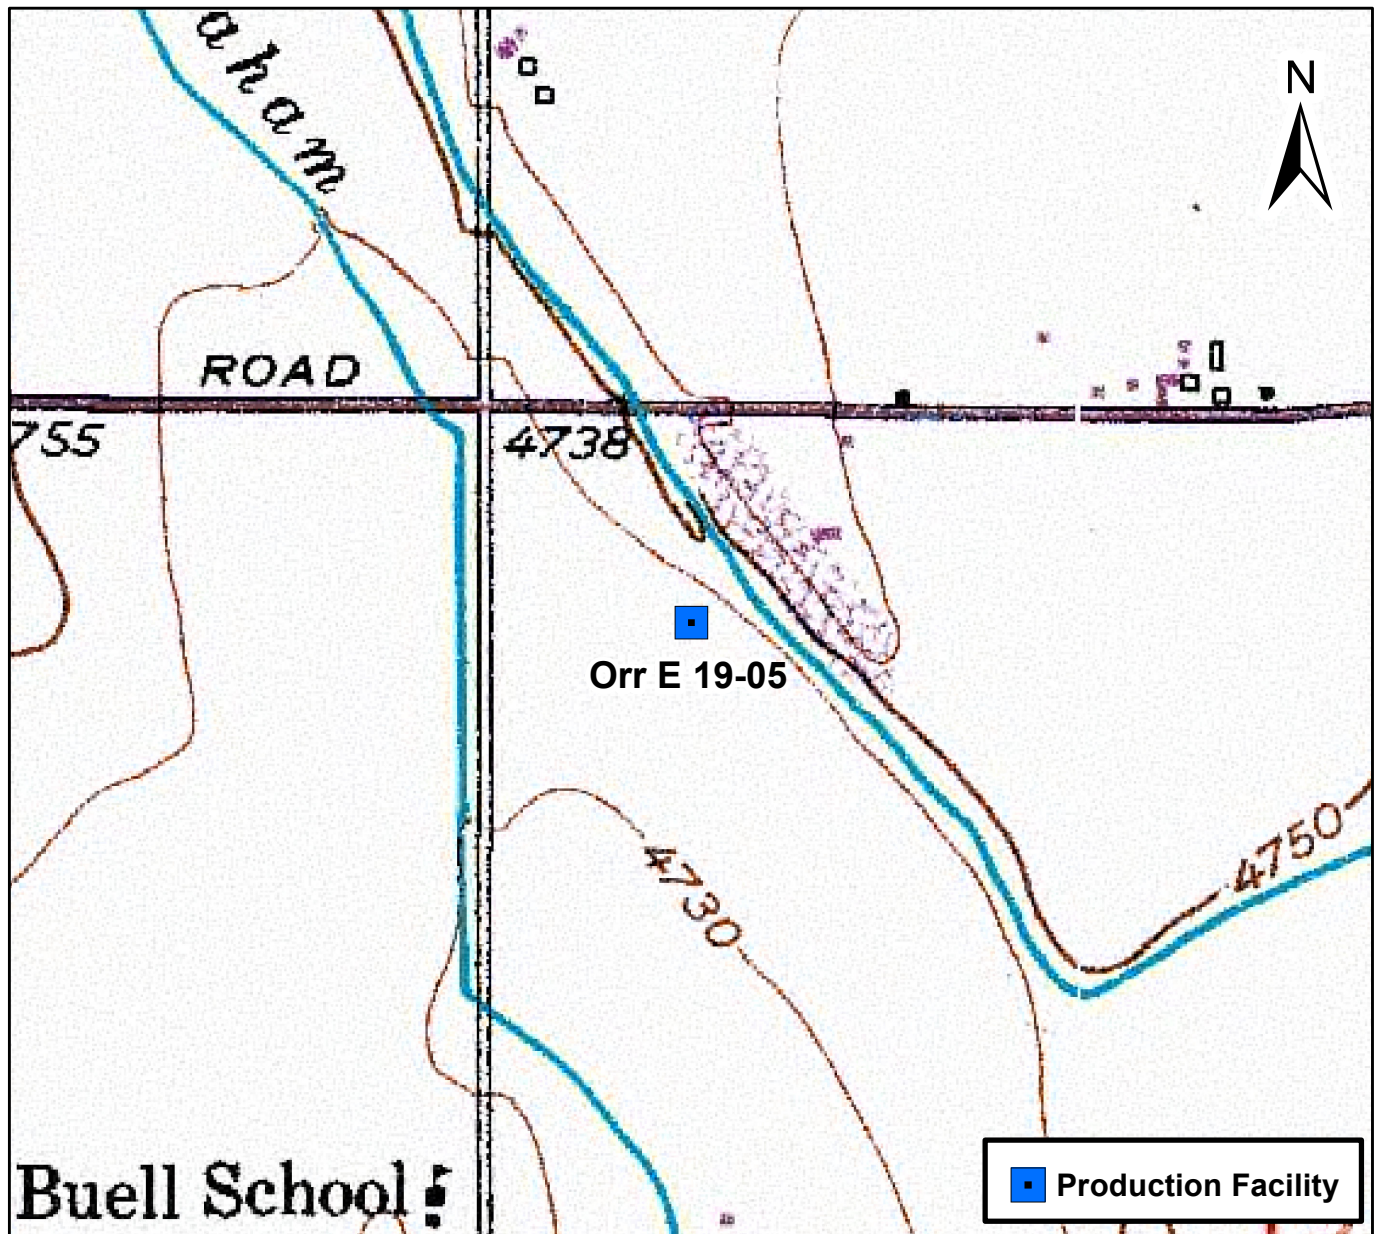 aham
N
ROAD
755
4738
Orr E 19-05
4750
4730
Buell School
Production Facility